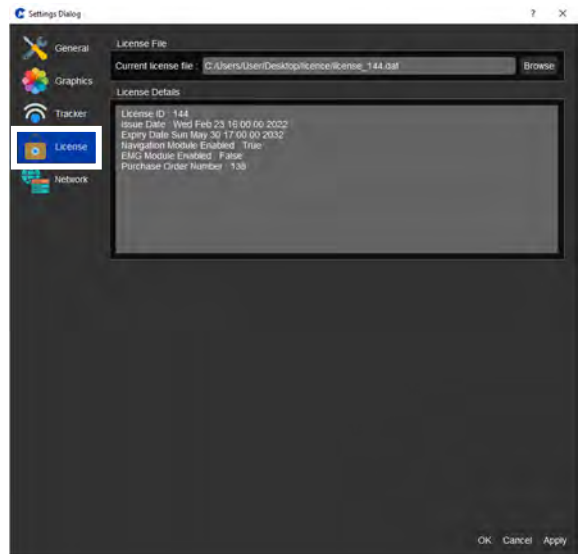 Settings Dialog
? ×
General
Graphics
Tracker
License
Network
License File
Current license file : C:/Users/User/Desktop/licence/license_144.dat
Browse
License Details
License ID : 144
Issue Date : Wed Feb 23 16:00:00 2022
Expiry Date Sun May 30 17:00:00 2032
Navigation Module Enabled : True
EMG Module Enabled : False
Purchase Order Number : 138
OK Cancel Apply